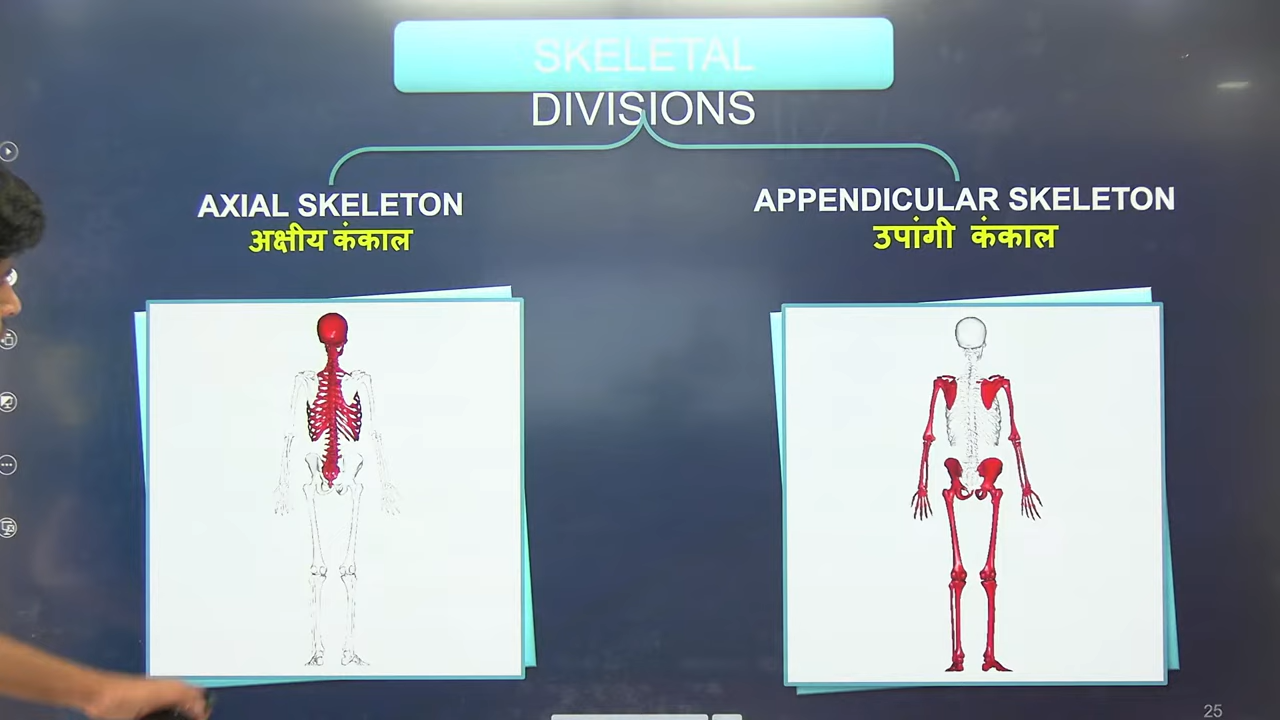 SKELETAL
DIVISIONS
AXIAL SKELETON
अक्षीय कंकाल
APPENDICULAR SKELETON
उपांगी कंकाल
25